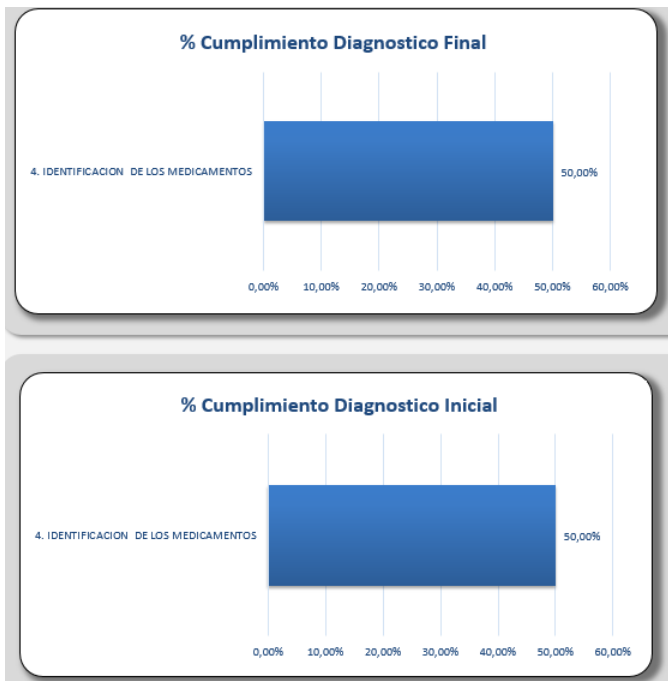 % Cumplimiento Diagnostico Final
4. IDENTIFICACION DE LOS MEDICAMENTOS
50,00%
0,00% 10,00% 20,00% 30,00% 40,00% 50,00% 60,00%
% Cumplimiento Diagnostico Inicial
4. IDENTIFICACION DE LOS MEDICAMENTOS
50,00%
0,00% 10,00% 20,00% 30,00% 40,00% 50,00% 60,00%